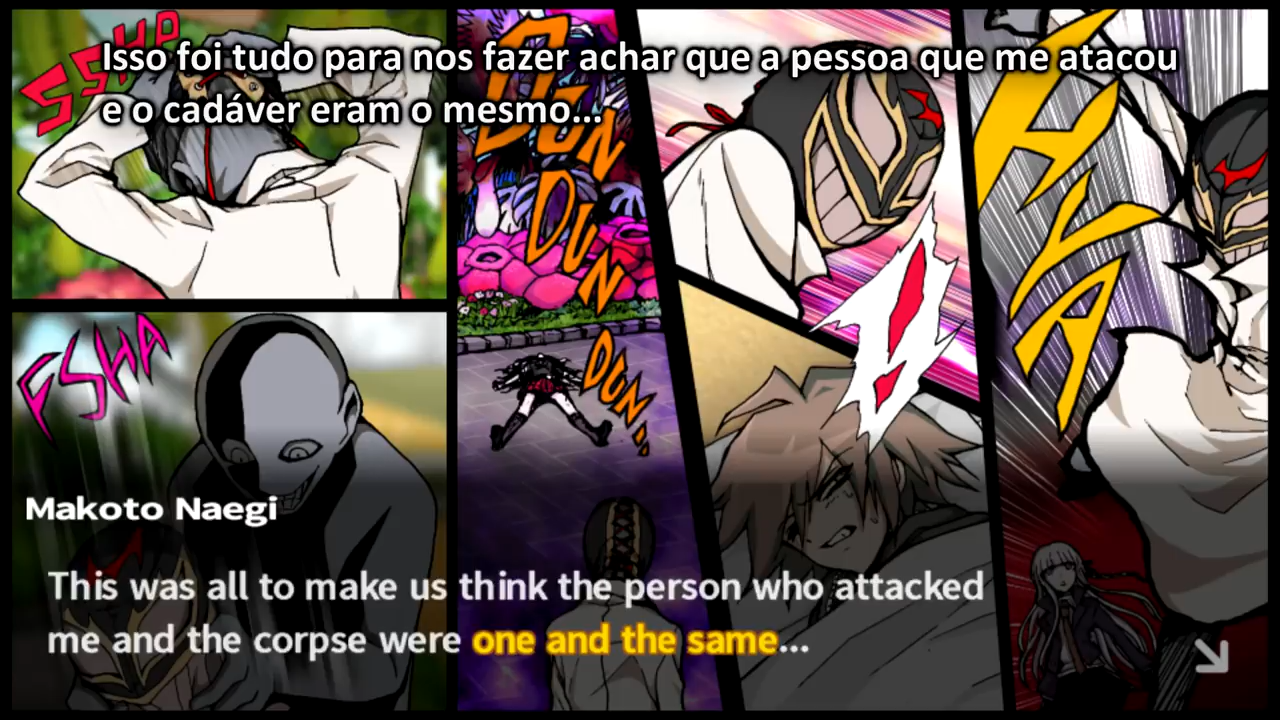 SSHP
Isso foi tudo para nos fazer achar que a pessoa que me atacou
e o cadáver eram o mesmo...
DUN
DUN
DUN..
HYA
FSHA
Makoto Naegi
This was all to make us think the person who attacked
me and the corpse were one and the same...